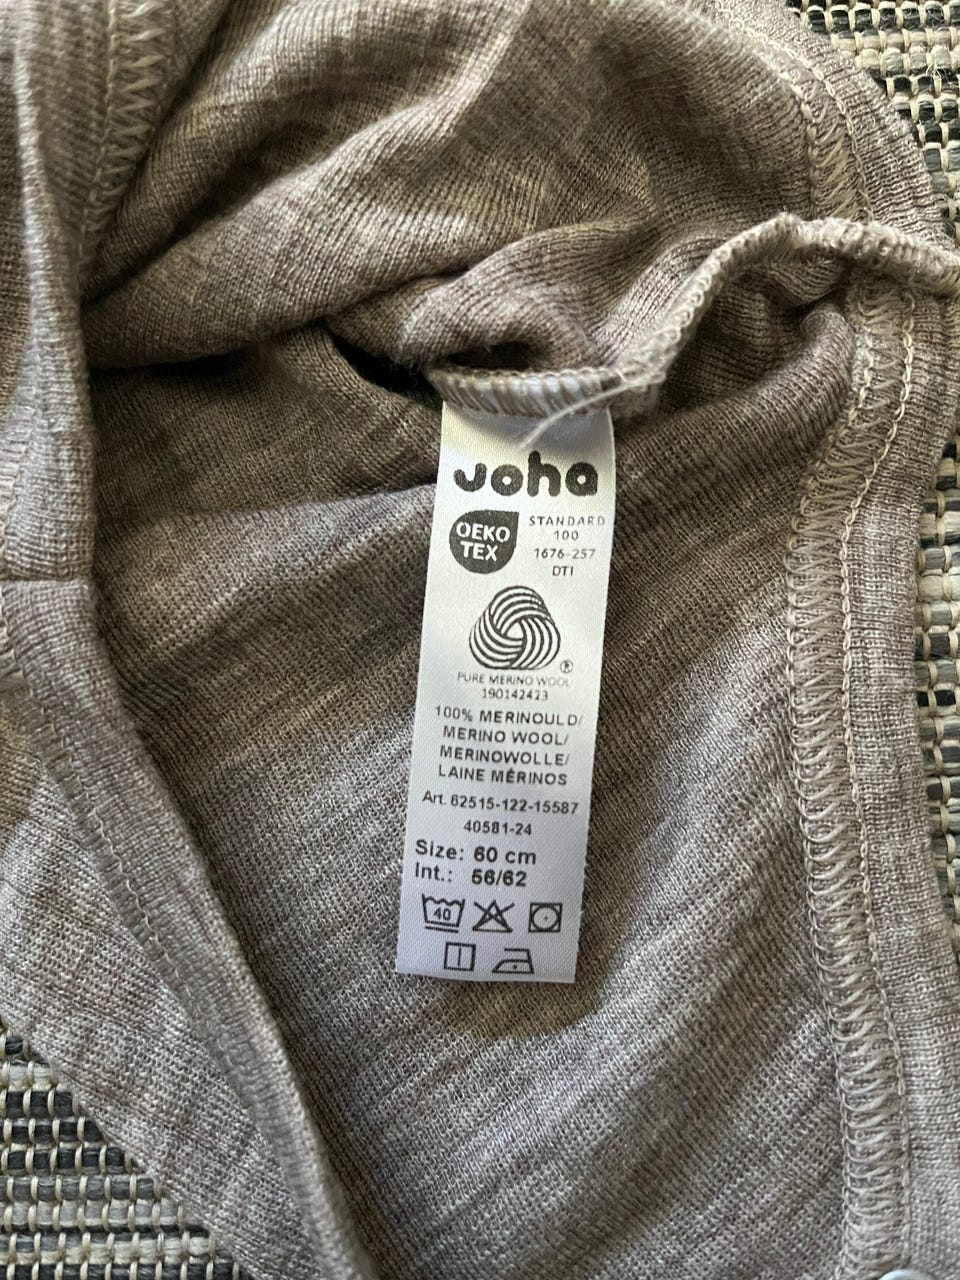 Joha
OEKO
TEX
STANDARD
100
1676-257
DTI
®
PURE MERINO WOOL
190142423
100% MERINOULD/
MERINO WOOL/
MERINOWOLLE/
LAINE MÉRINOS
Art. 62515-122-15587
40581-24
Size: 60 cm
Int.: 56/62
40